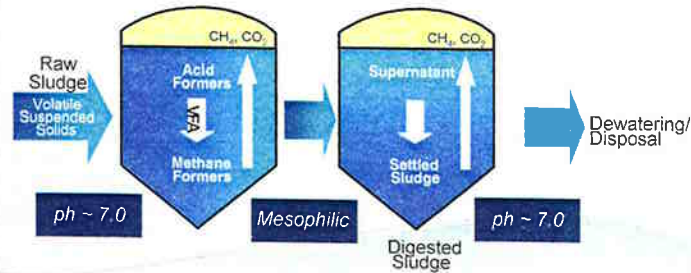 Raw
Sludge
Volatile
Suspended
Solids
CH₄, CO₂
Acid
Formers
VFA
Methane
Formers
ph ~ 7.0
Mesophilic
CH₄, CO₂
Supernatant
Settled
Sludge
ph ~ 7.0
Digested
Sludge
Dewatering/
Disposal